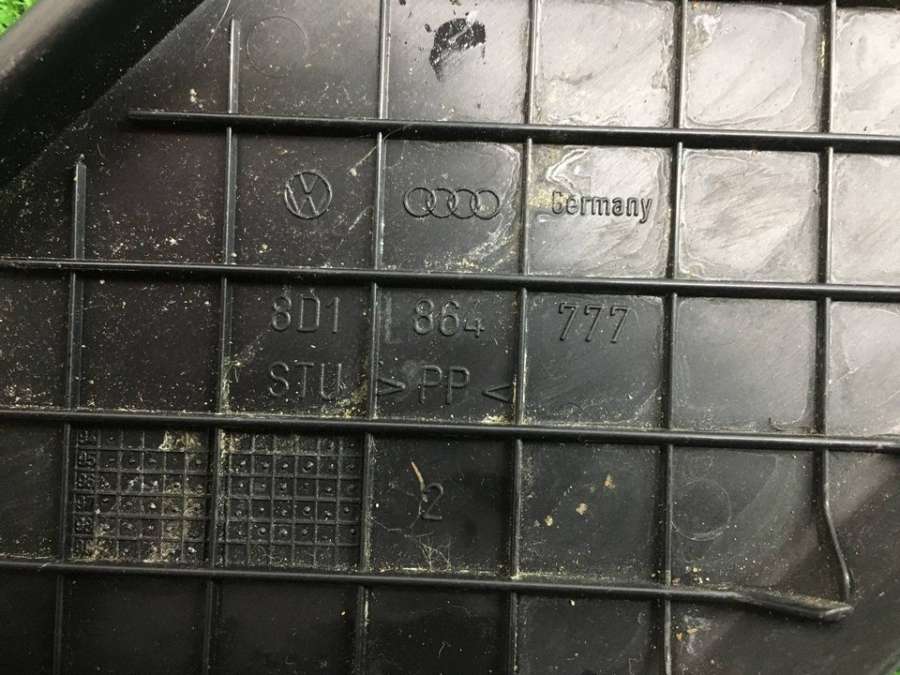 Germany
8D1 864 777
STU >PP<
2